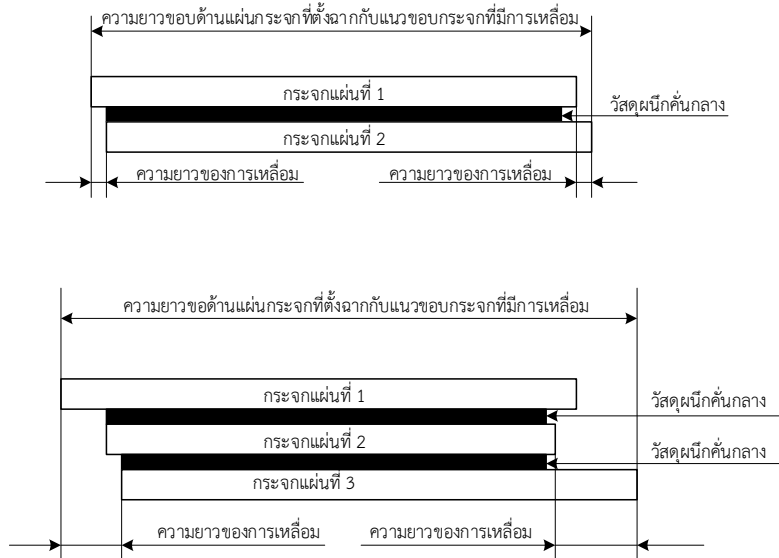 ความยาวขอบด้านแผ่นกระจกที่ตั้งฉากกับแนวขอบกระจกที่มีการเหลื่อม
กระจกแผ่นที่ 1
วัสดุผนึกคั่นกลาง
กระจกแผ่นที่ 2
ความยาวของการเหลื่อม
ความยาวของการเหลื่อม
ความยาวขอด้านแผ่นกระจกที่ตั้งฉากกับแนวขอบกระจกที่มีการเหลื่อม
กระจกแผ่นที่ 1
วัสดุผนึกคั่นกลาง
กระจกแผ่นที่ 2
วัสดุผนึกคั่นกลาง
กระจกแผ่นที่ 3
ความยาวของการเหลื่อม
ความยาวของการเหลื่อม